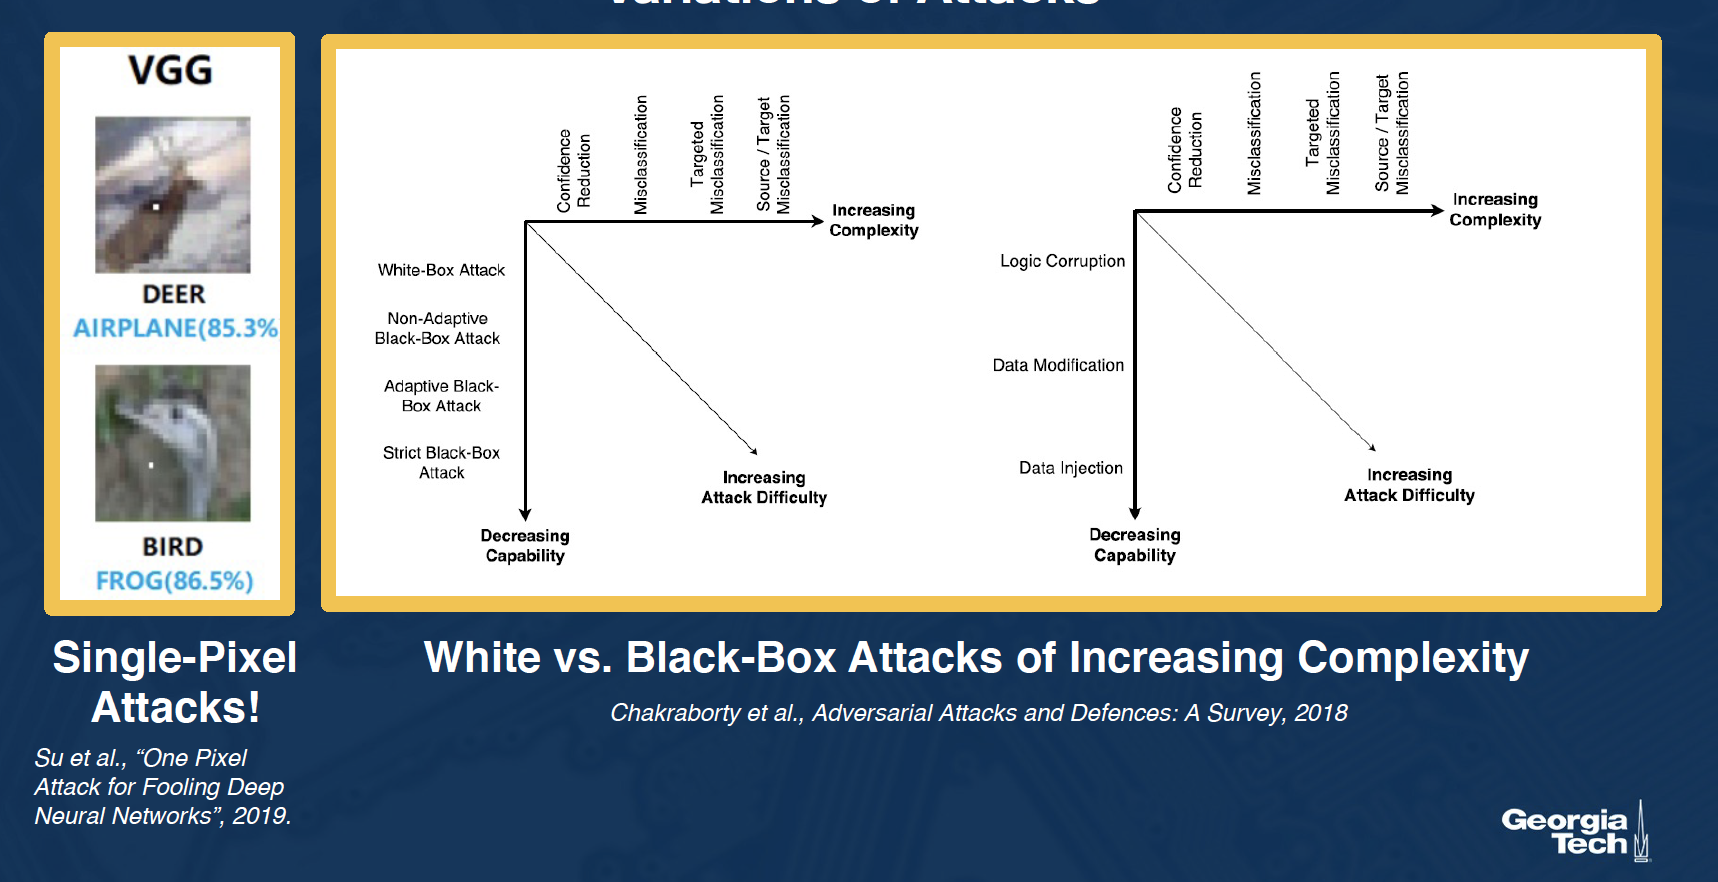 Variations of Attacks
VGG
DEER
AIRPLANE(85.3%
BIRD
FROG(86.5%)
Single-Pixel
Attacks!
Su et al., “One Pixel
Attack for Fooling Deep
Neural Networks”, 2019.
Confidence
Reduction
Misclassification
Targeted
Misclassification
Source / Target
Misclassification
Increasing
Complexity
White-Box Attack
Non-Adaptive
Black-Box Attack
Adaptive Black-
Box Attack
Strict Black-Box
Attack
Increasing
Attack Difficulty
Decreasing
Capability
Confidence
Reduction
Misclassification
Targeted
Misclassification
Source / Target
Misclassification
Increasing
Complexity
Logic Corruption
Data Modification
Data Injection
Increasing
Attack Difficulty
Decreasing
Capability
White vs. Black-Box Attacks of Increasing Complexity
Chakraborty et al., Adversarial Attacks and Defences: A Survey, 2018
Georgia
Tech